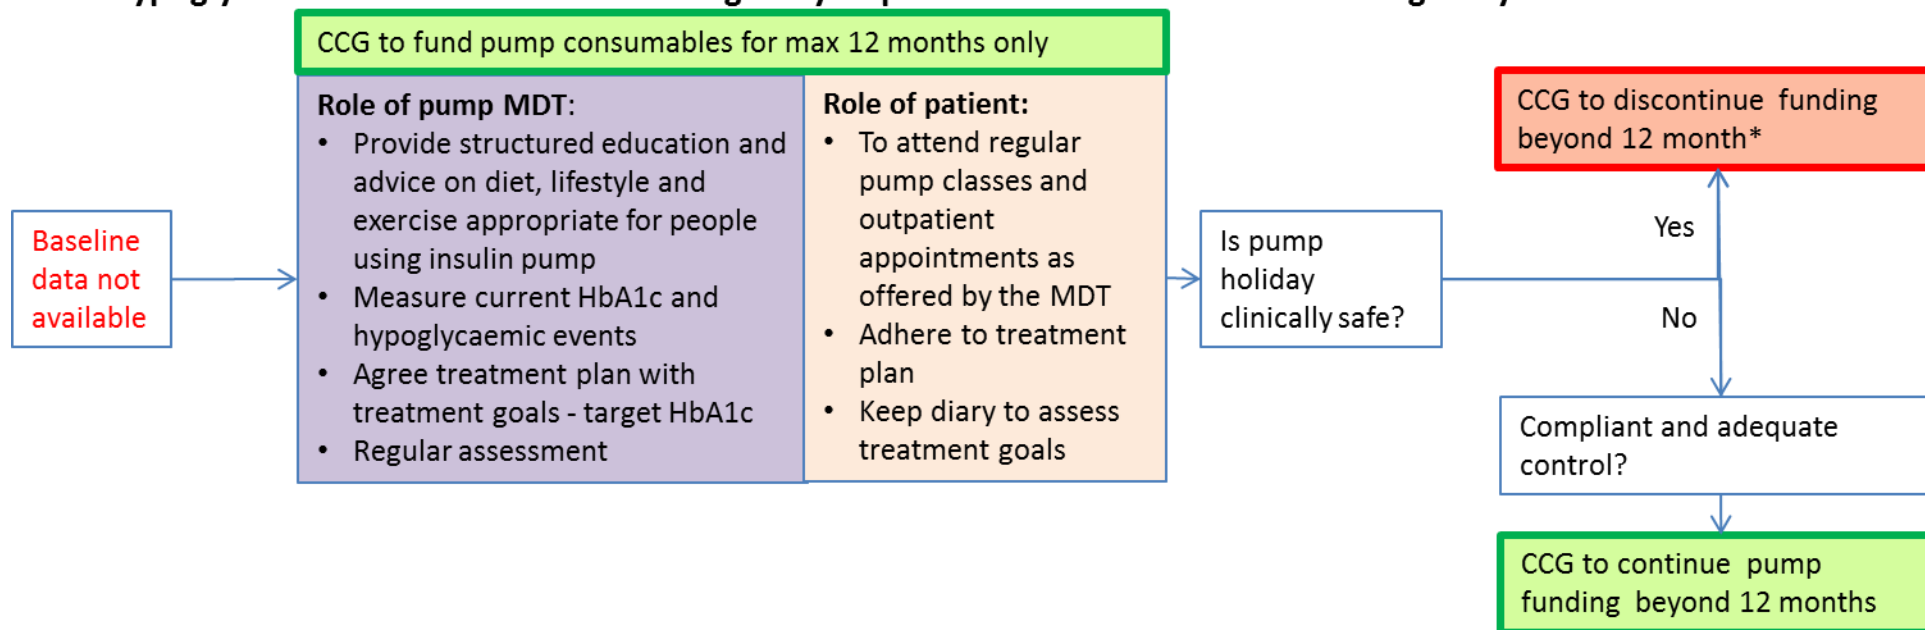 CCG to fund pump consumables for max 12 months only
Baseline
data not
available
Role of pump MDT:
• Provide structured education and
advice on diet, lifestyle and
exercise appropriate for people
using insulin pump
• Measure current HbA1c and
hypoglycaemic events
• Agree treatment plan with
treatment goals - target HbA1c
• Regular assessment
Role of patient:
• To attend regular
pump classes and
outpatient
appointments as
offered by the MDT
• Adhere to treatment
plan
• Keep diary to assess
treatment goals
Is pump
holiday
clinically safe?
CCG to discontinue funding
beyond 12 month*
Yes
No
Compliant and adequate
control?
CCG to continue pump
funding beyond 12 months